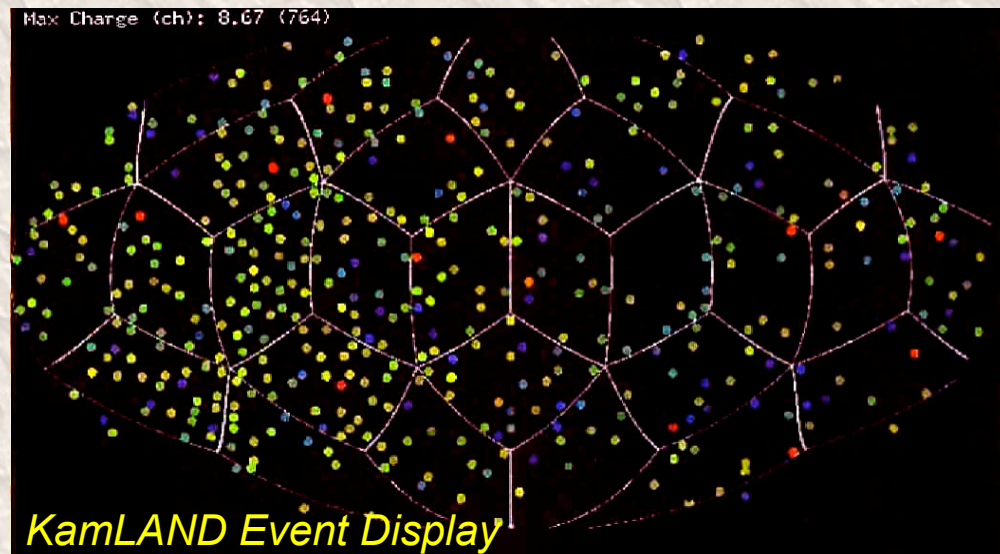 Max Charge (ch): 8.67 (764)
KamLAND Event Display